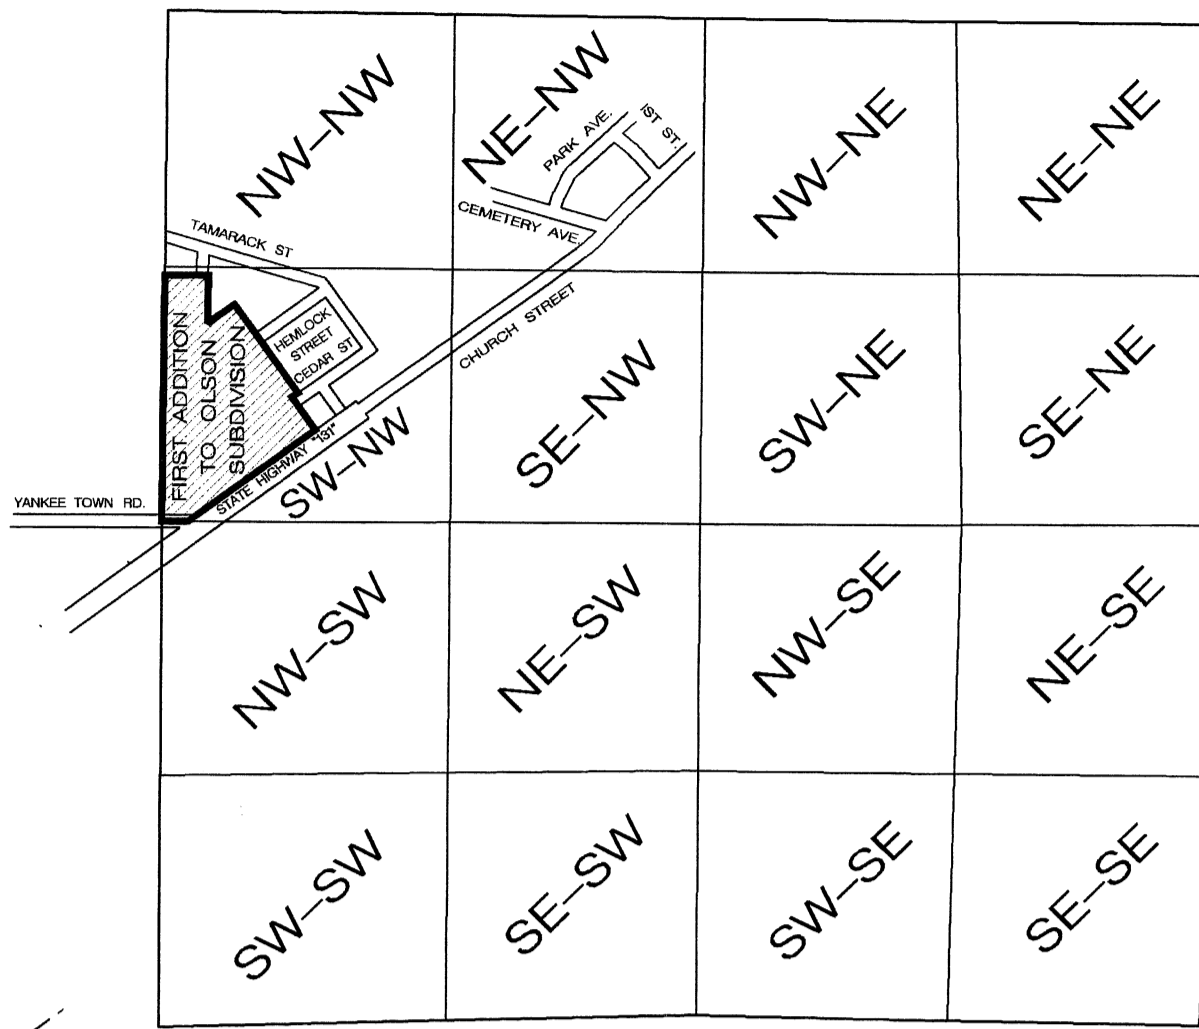 NW–NW
NE–NW
NW–NE
NE–NE
PARK AVE.
1ST ST.
CEMETERY AVE.
TAMARACK ST
FIRST ADDITION
TO OLSON
SUBDIVISION
HEMLOCK
STREET
CEDAR ST
CHURCH STREET
STATE HIGHWAY "131"
SW–NW
SE–NW
SW–NE
SE–NE
YANKEE TOWN RD.
NW–SW
NE–SW
NW–SE
NE–SE
SW–SW
SE–SW
SW–SE
SE–SE